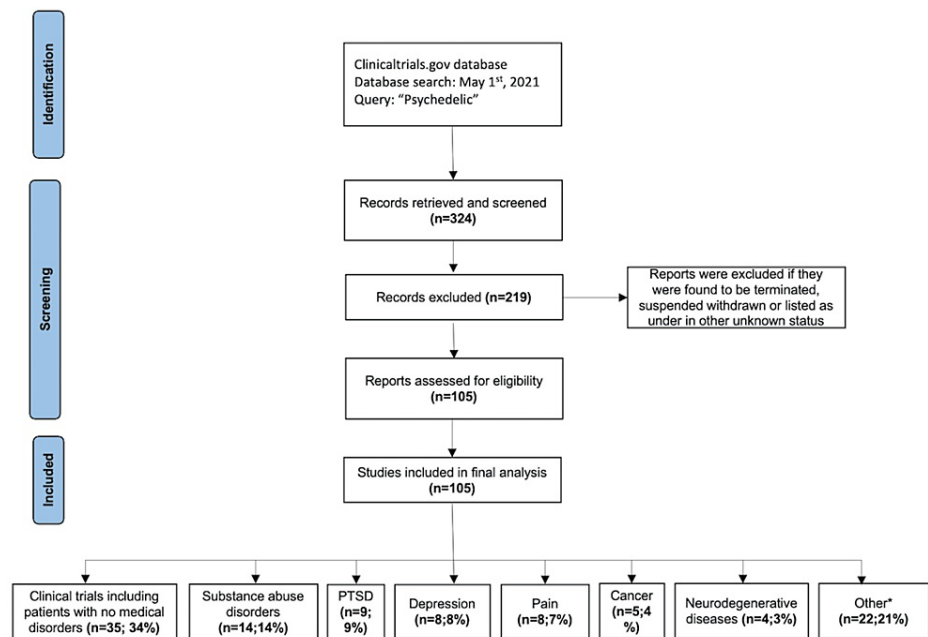 Identification
Clinicaltrials.gov database
Database search: May 1st, 2021
Query: “Psychedelic”
Screening
Records retrieved and screened
(n=324)
Records excluded (n=219)
Reports were excluded if they
were found to be terminated,
suspended withdrawn or listed as
under in other unknown status
Reports assessed for eligibility
(n=105)
Included
Studies included in final analysis
(n=105)
Clinical trials including
patients with no medical
disorders (n=35; 34%)
Substance abuse
disorders
(n=14;14%)
PTSD
(n=9;
9%)
Depression
(n=8;8%)
Pain
(n=8;7%)
Cancer
(n=5;4
%)
Neurodegenerative
diseases (n=4;3%)
Other*
(n=22;21%)